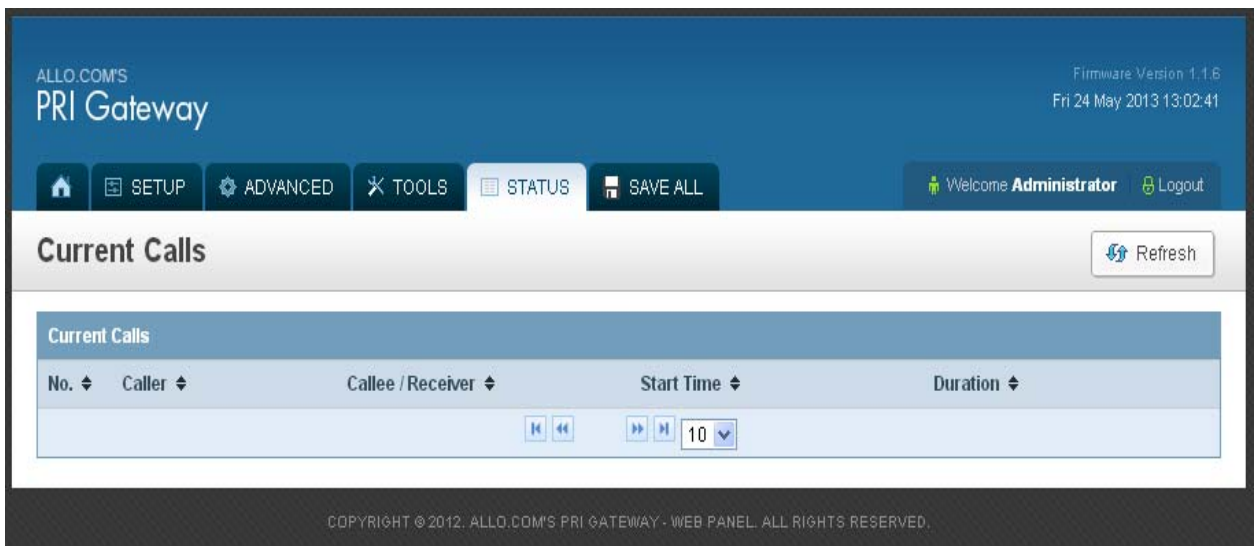 ALLO.COM'S
PRI Gateway
Firmware Version 1.1.6
Fri 24 May 2013 13:02:41
SETUP ADVANCED TOOLS STATUS SAVE ALL Welcome Administrator Logout
Current Calls Refresh
Current Calls
No. Caller Callee / Receiver Start Time Duration
10
COPYRIGHT © 2012. ALLO.COM'S PRI GATEWAY - WEB PANEL. ALL RIGHTS RESERVED.